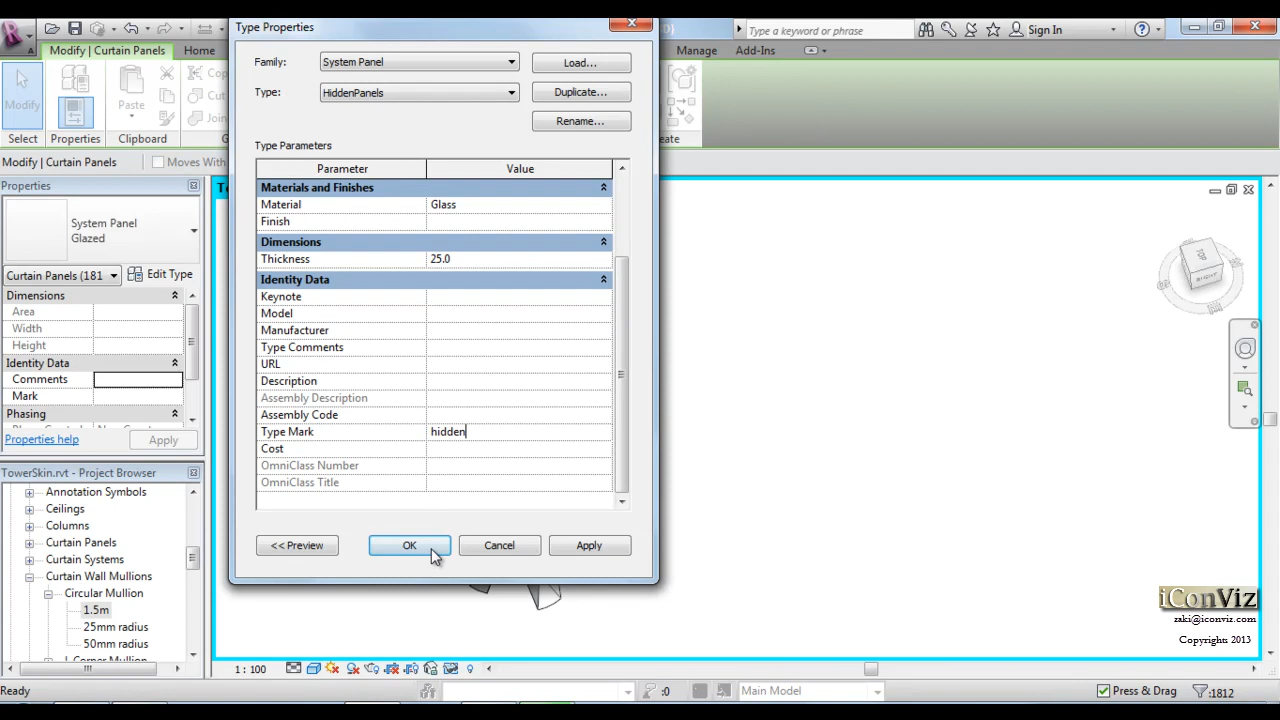 Type Properties
Family:
System Panel
Load...
Type:
HiddenPanels
Duplicate...
Rename...
Type Parameters
Parameter
Value
Materials and Finishes
Material
Glass
Finish
Dimensions
Thickness
25.0
Identity Data
Keynote
Model
Manufacturer
Type Comments
URL
Description
Assembly Description
Assembly Code
Type Mark
hidden
Cost
OmniClass Number
OmniClass Title
<< Preview
OK
Cancel
Apply
Type a keyword or phrase
Sign In
Modify | Curtain Panels
Home
Manage
Add-Ins
Modify
Paste
Select
Properties
Clipboard
Modify | Curtain Panels
Moves With
Properties
System Panel
Glazed
Curtain Panels (181
Edit Type
Dimensions
Area
Width
Height
Identity Data
Comments
Mark
Phasing
Properties help
Apply
TowerSkin.rvt - Project Browser
Annotation Symbols
Ceilings
Columns
Curtain Panels
Curtain Systems
Curtain Wall Mullions
Circular Mullion
1.5m
25mm radius
50mm radius
L Corner Mullion
iConViz
zaki@iconviz.com
Copyrights 2013
1 : 100
Ready
:0
Main Model
Press & Drag
:1812